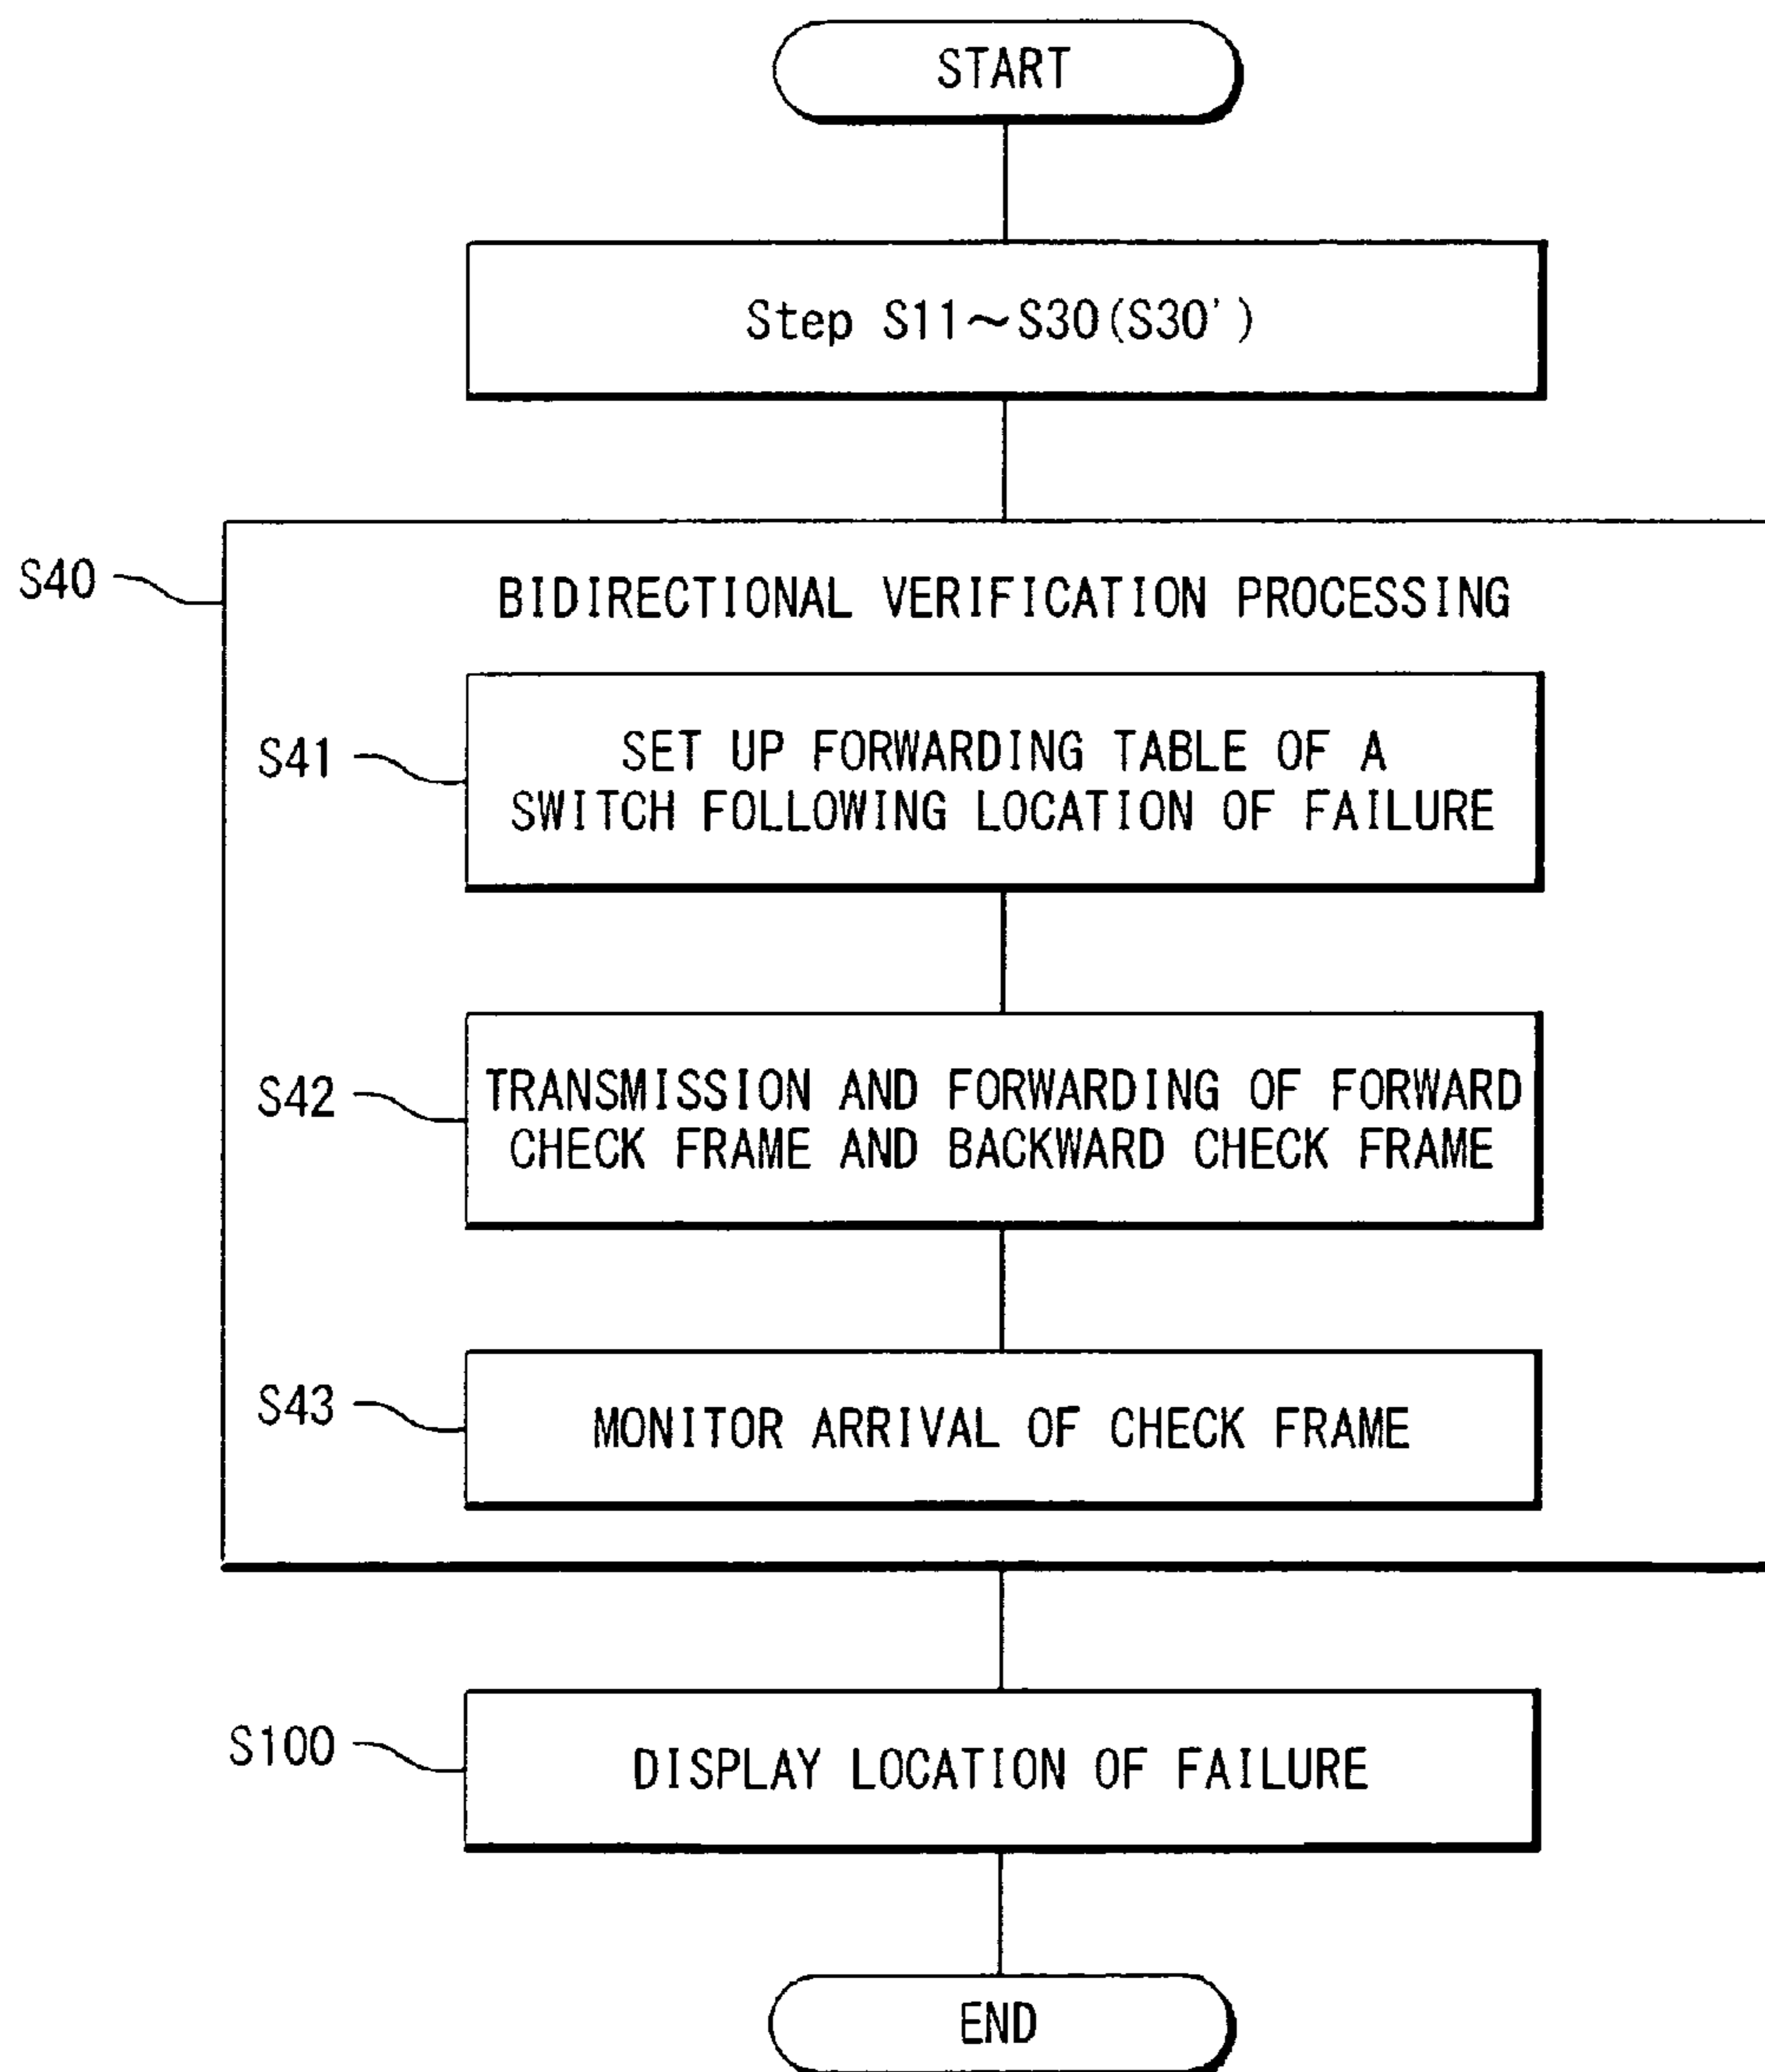 START
Step S11～S30(S30')
S40
BIDIRECTIONAL VERIFICATION PROCESSING
S41
SET UP FORWARDING TABLE OF A
SWITCH FOLLOWING LOCATION OF FAILURE
S42
TRANSMISSION AND FORWARDING OF FORWARD
CHECK FRAME AND BACKWARD CHECK FRAME
S43
MONITOR ARRIVAL OF CHECK FRAME
S100
DISPLAY LOCATION OF FAILURE
END